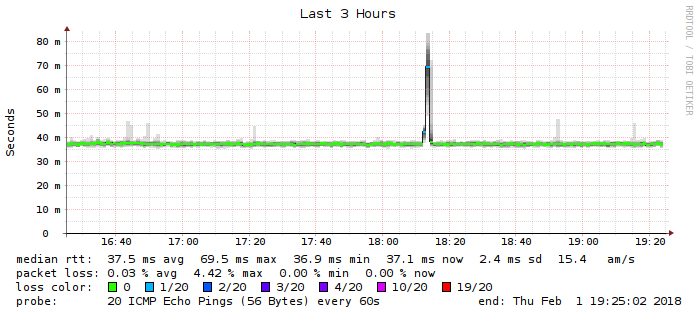 Last 3 Hours
RRDTOOL / TOBI OETIKER
Seconds
80 m
70 m
60 m
50 m
40 m
30 m
20 m
10 m
0
16:40 17:00 17:20 17:40 18:00 18:20 18:40 19:00 19:20
median rtt: 37.5 ms avg 69.5 ms max 36.9 ms min 37.1 ms now 2.4 ms sd 15.4 am/s
packet loss: 0.03 % avg 4.42 % max 0.00 % min 0.00 % now
loss color: 0 1/20 2/20 3/20 4/20 10/20 19/20
probe: 20 ICMP Echo Pings (56 Bytes) every 60s end: Thu Feb 1 19:25:02 2018